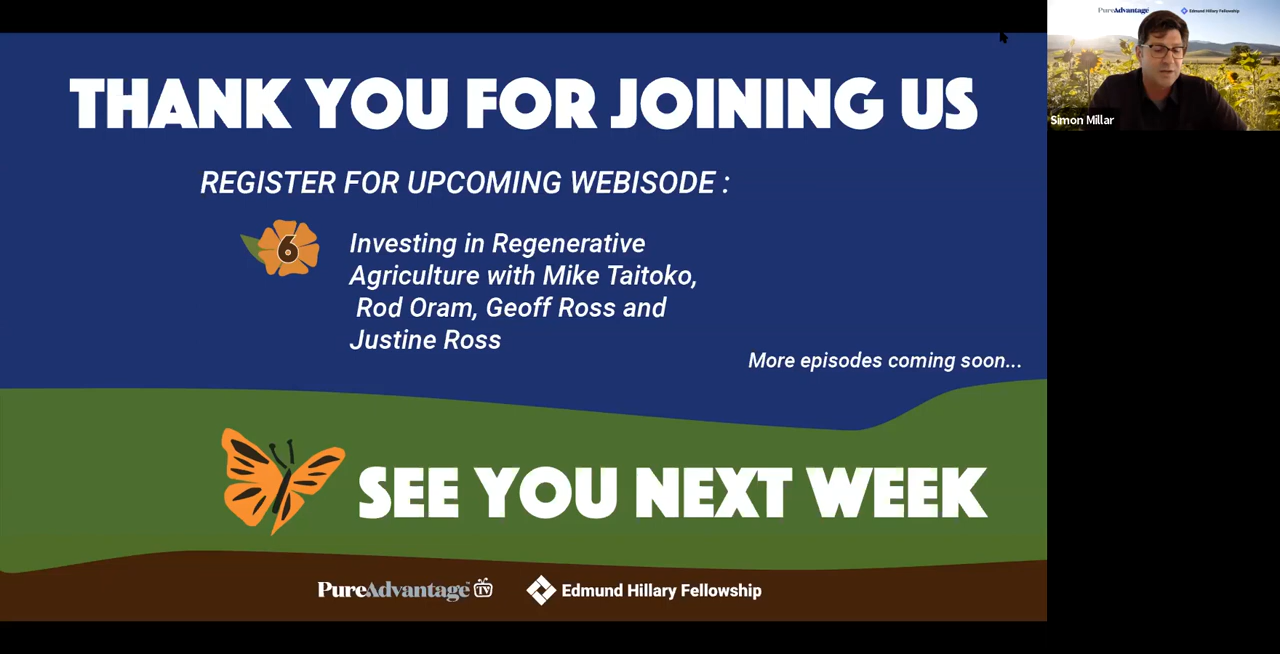 THANK YOU FOR JOINING US
REGISTER FOR UPCOMING WEBISODE :
6
Investing in Regenerative
Agriculture with Mike Taitoko,
Rod Oram, Geoff Ross and
Justine Ross
More episodes coming soon...
SEE YOU NEXT WEEK
PureAdvantage TV
Edmund Hillary Fellowship
PureAdvantage
Edmund Hillary Fellowship
Simon Millar